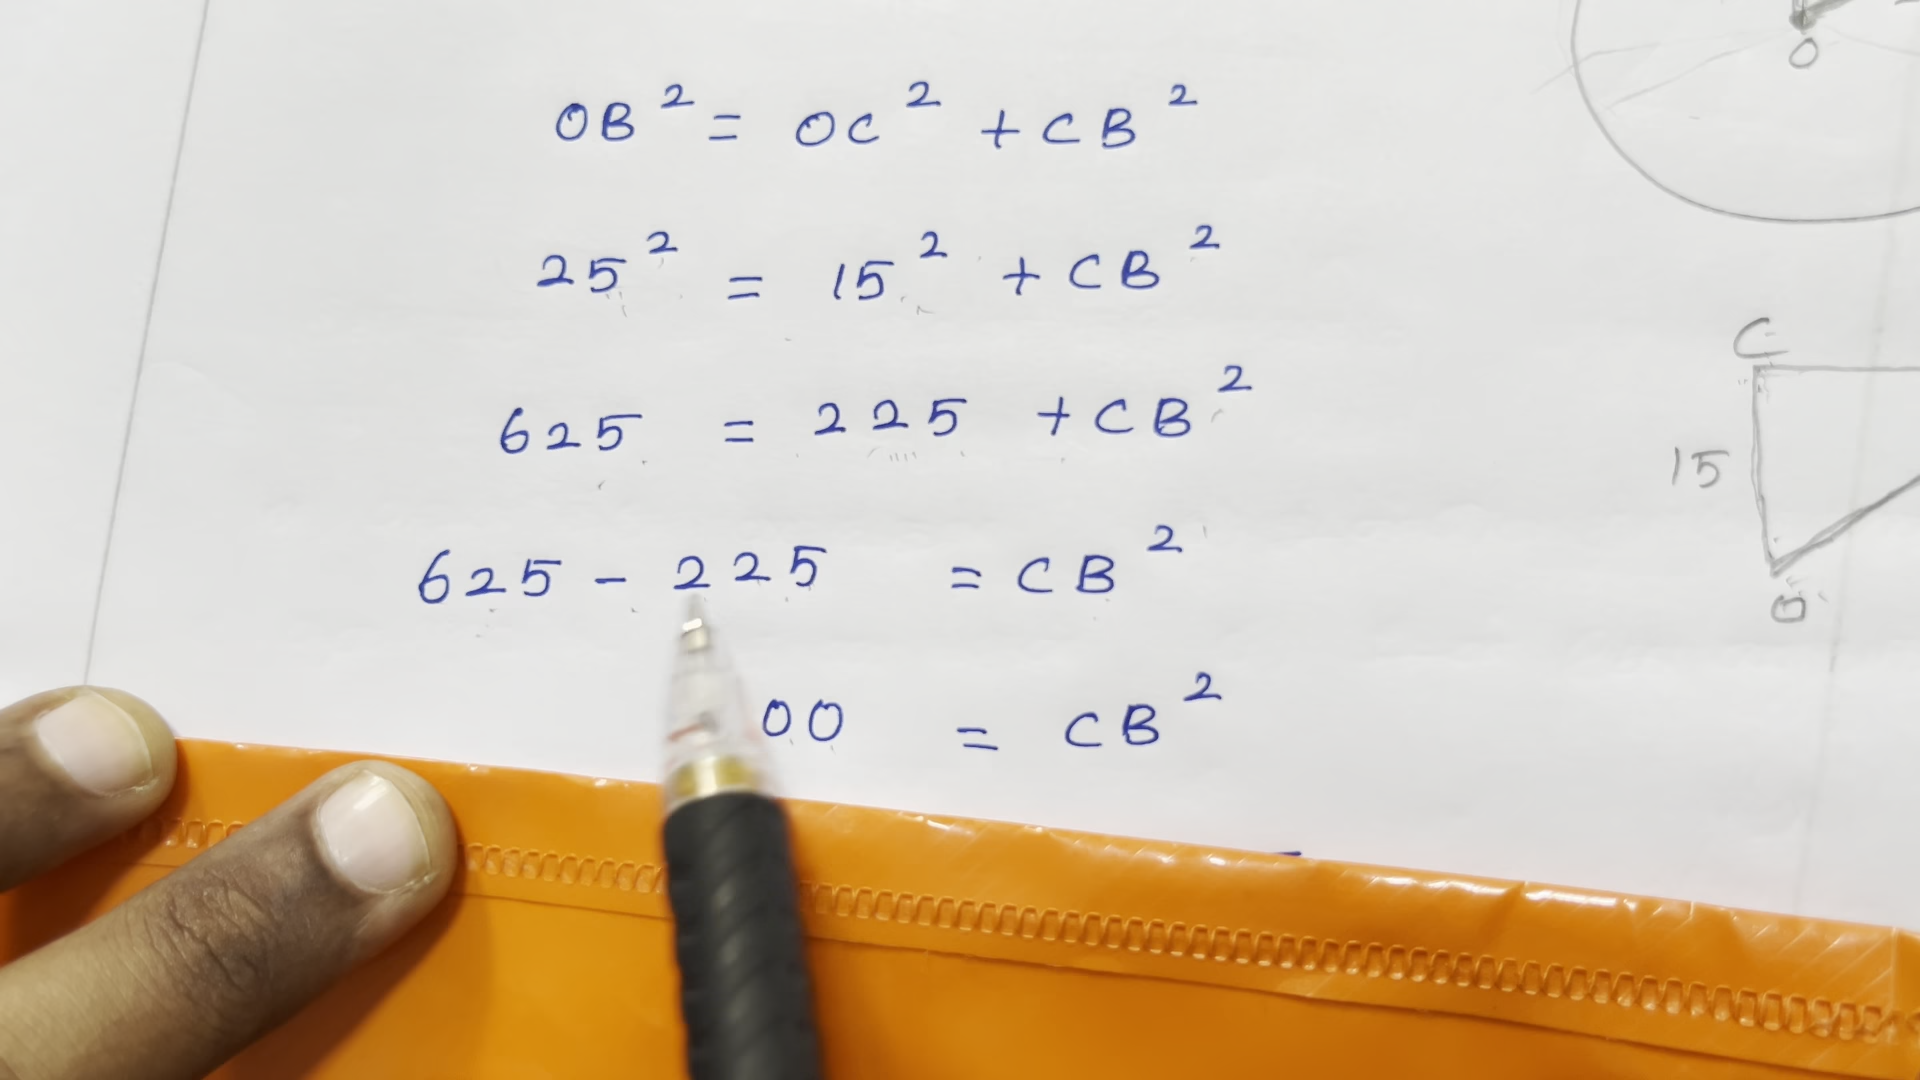 OB² = OC² + CB²
25² = 15² + CB²
625 = 225 + CB²
625 - 225 = CB²
00 = CB²
O
C
15
O